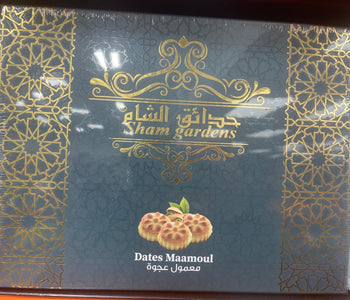 حدائق الشام
Sham gardens
Dates Maamoul
معمول عجوة